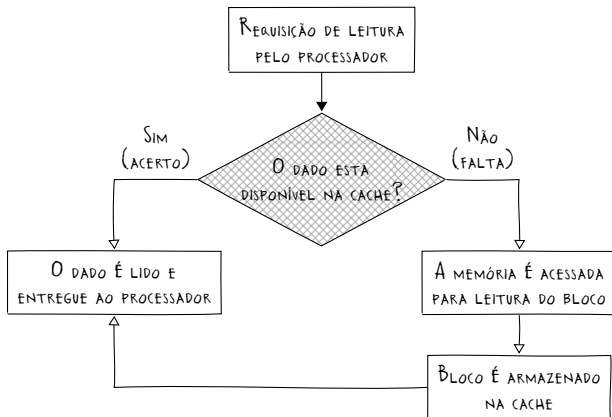 Requisição de leitura
pelo processador
Sim
(acerto)
Não
(falta)
O dado está
disponível na cache?
O dado é lido e
entregue ao processador
A memória é acessada
para leitura do bloco
Bloco é armazenado
na cache